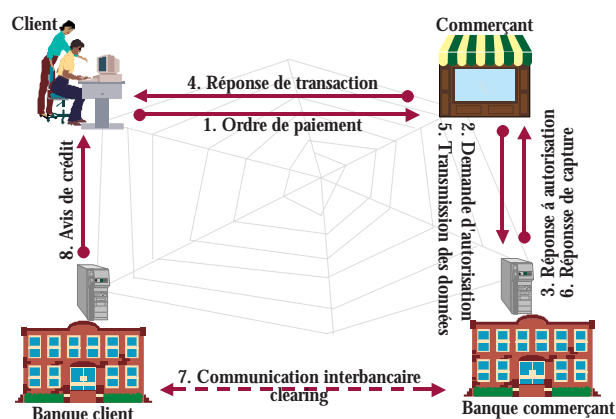 Client
Commerçant
4. Réponse de transaction
1. Ordre de paiement
8. Avis de crédit
2. Demande d'autorisation
5. Transmission des données
3. Réponse á autorisation
6. Réponsse de capture
7. Communication interbancaire
clearing
Banque client
Banque commerçant